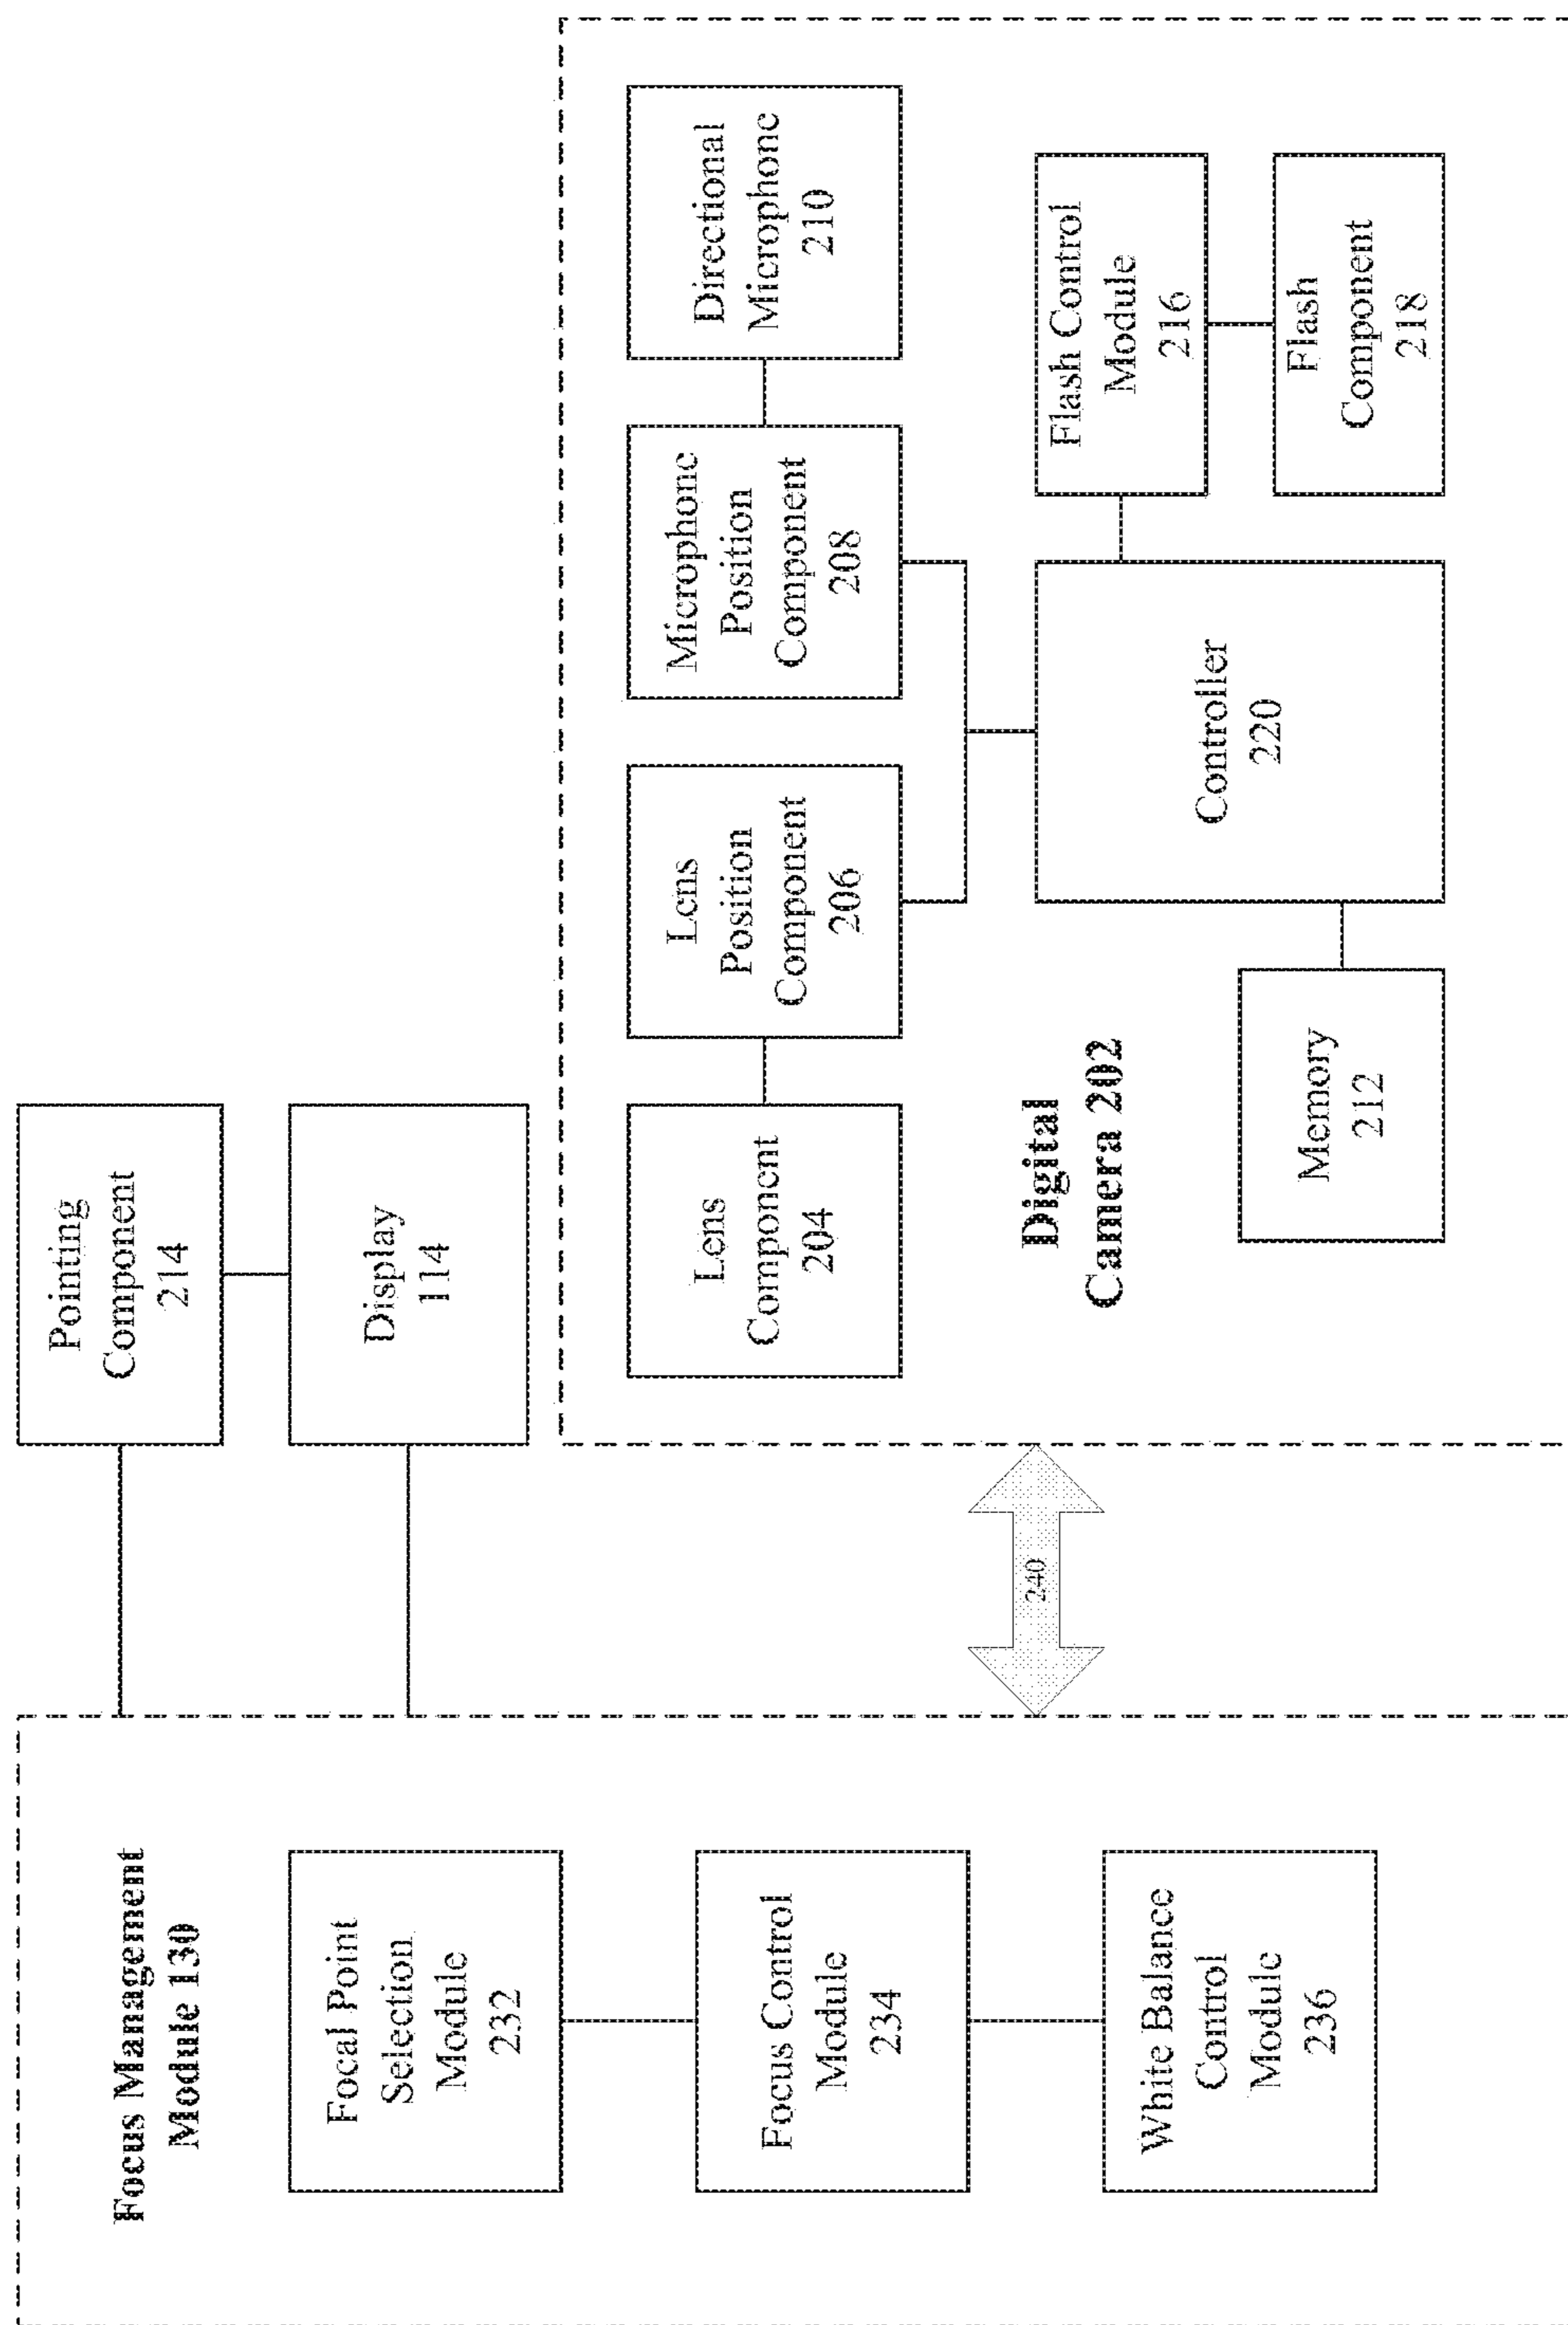 Focus Management
Module 130
Focal Point
Selection
Module
232
Focus Control
Module
234
White Balance
Control
Module
236
Pointing
Component
214
Display
114
240
Lens
Component
204
Lens
Position
Component
206
Microphone
Position
Component
208
Directional
Microphone
210
Digital
Camera 202
Memory
212
Controller
220
Flash Control
Module
216
Flash
Component
218